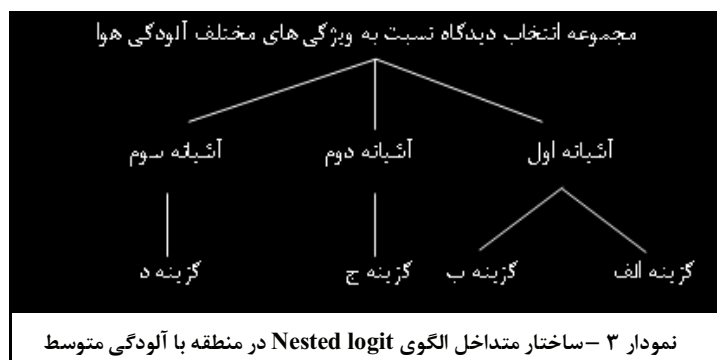 مجموعه انتخاب دیدگاه نسبت به ویژگی های مختلف آلودگی هوا
آشیانه اول آشیانه دوم آشیانه سوم
گزینه الف گزینه ب گزینه ج گزینه د
نمودار ۳ –ساختار متداخل الگوی Nested logit در منطقه با آلودگی متوسط